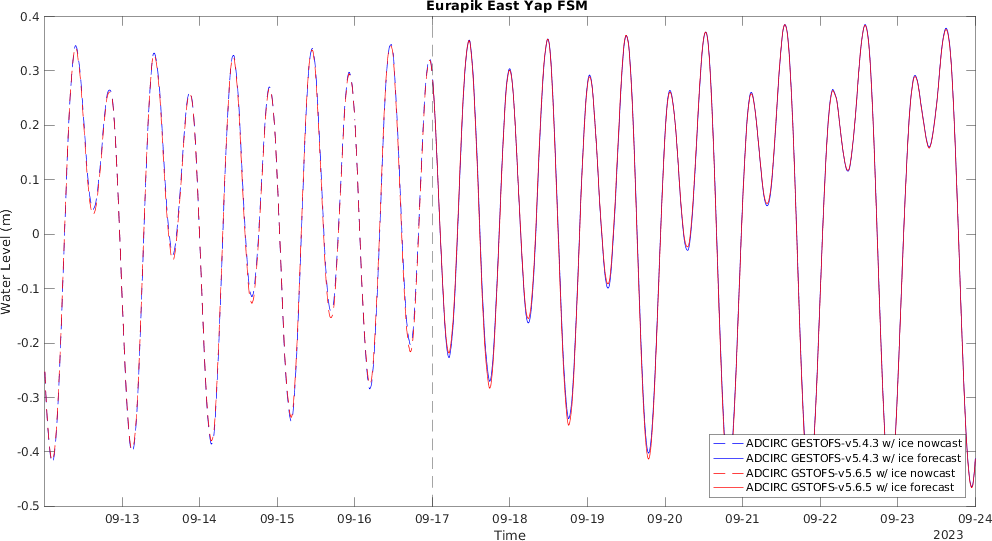 Eurapik East Yap FSM
0.4
0.3
0.2
0.1
0
-0.1
-0.2
-0.3
-0.4
-0.5
Water Level (m)
ADCIRC GESTOFS-v5.4.3 w/ ice nowcast
ADCIRC GESTOFS-v5.4.3 w/ ice forecast
ADCIRC GSTOFS-v5.6.5 w/ ice nowcast
ADCIRC GSTOFS-v5.6.5 w/ ice forecast
09-13 09-14 09-15 09-16 09-17 09-18 09-19 09-20 09-21 09-22 09-23 09-24
Time
2023